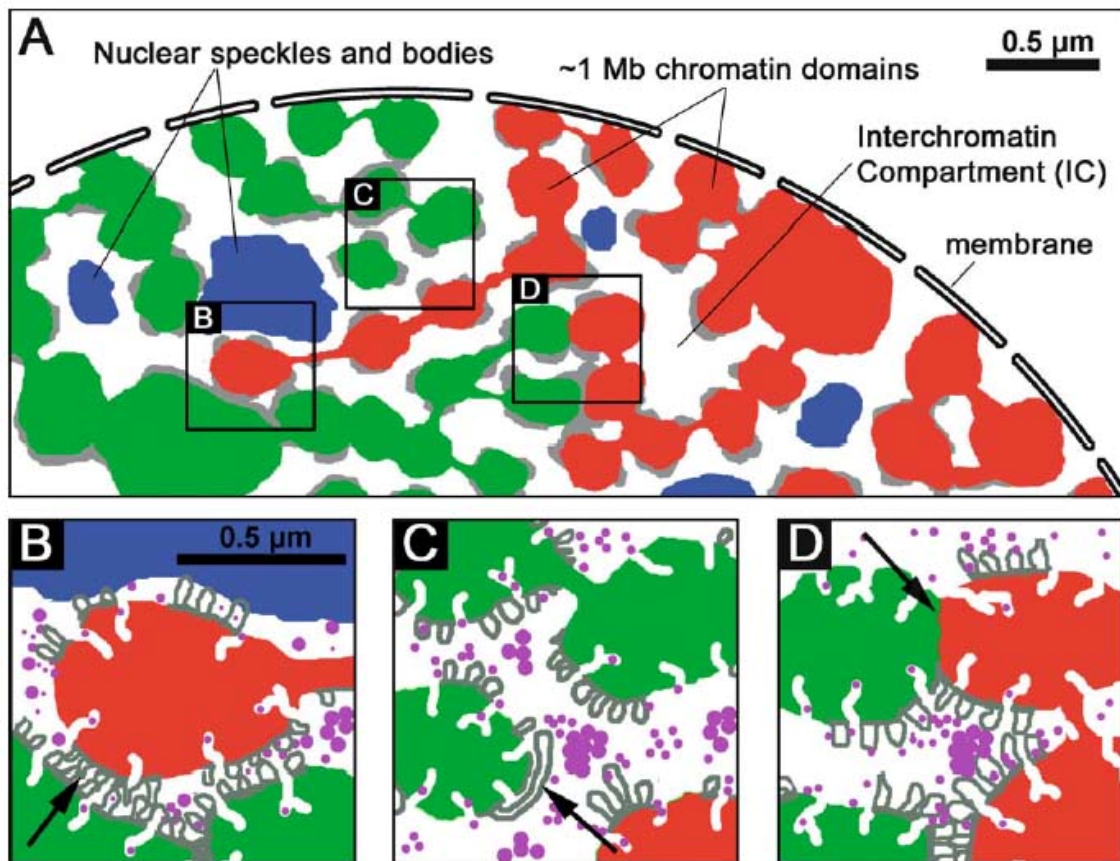 A
Nuclear speckles and bodies
~1 Mb chromatin domains
0.5 μm
Interchromatin
Compartment (IC)
membrane
C
D
B
B
0.5 μm
C
D